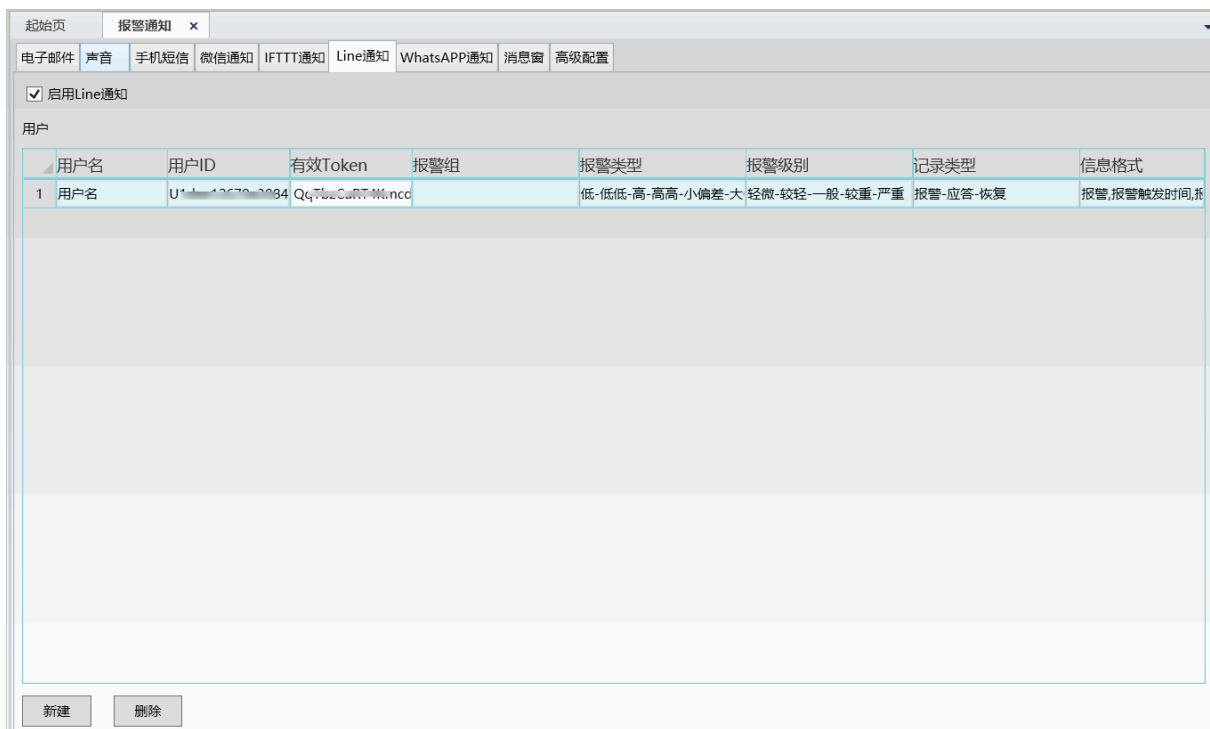 起始页 报警通知 ×
电子邮件 声音 手机短信 微信通知 IFTTT通知 Line通知 WhatsAPP通知 消息窗 高级配置
启用Line通知
用户
用户名 用户ID 有效Token 报警组 报警类型 报警级别 记录类型 信息格式
1 用户名 低-低低-高-高高-小偏差-大 轻微-较轻-一般-较重-严重 报警-应答-恢复 报警,报警触发时间,
新建 删除